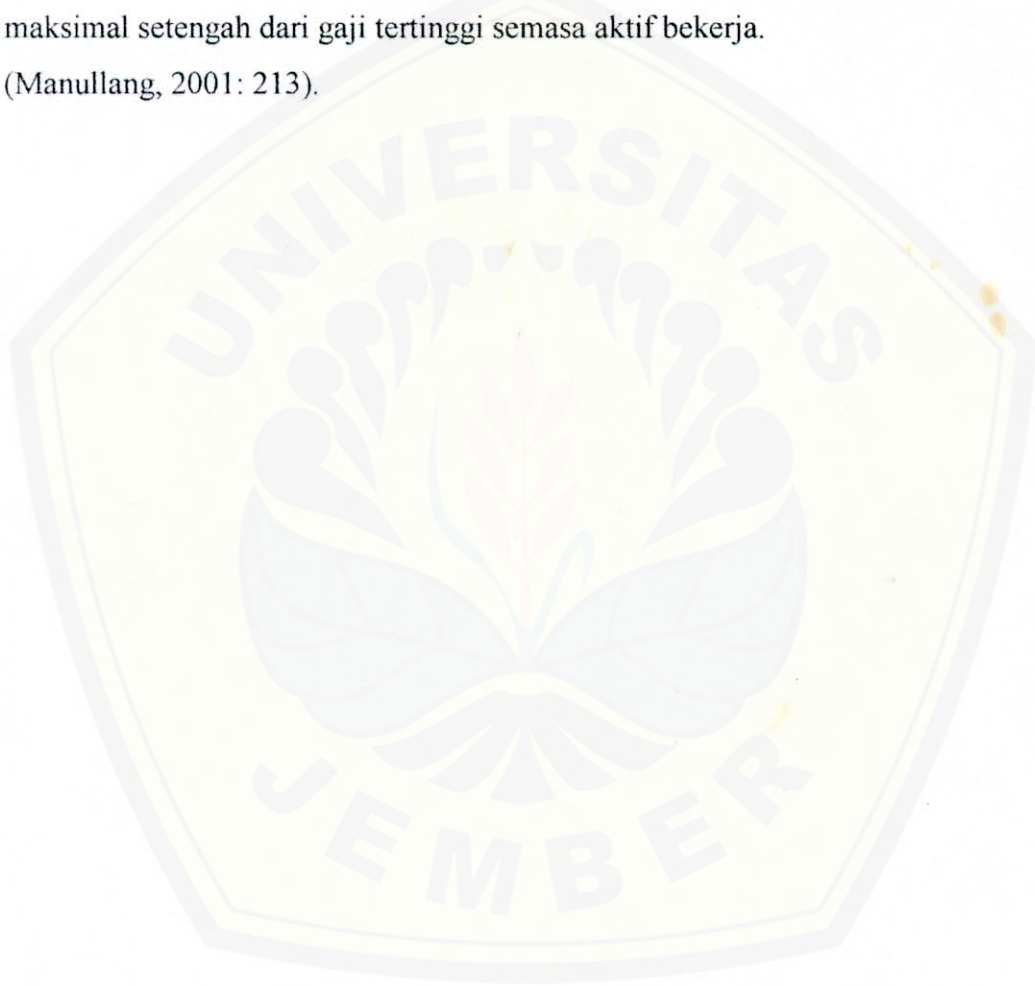 maksimal setengah dari gaji tertinggi semasa aktif bekerja.
(Manullang, 2001: 213).
UNIVERSITAS
JEMBER